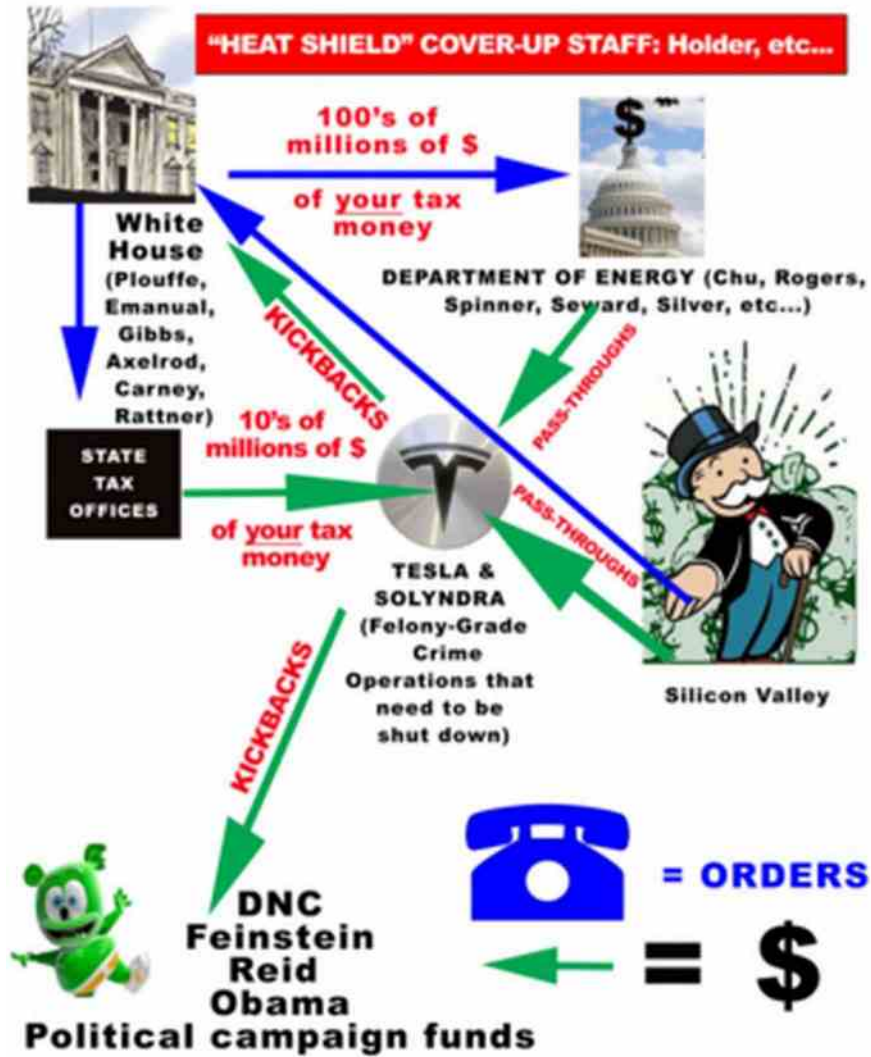 “HEAT SHIELD” COVER-UP STAFF: Holder, etc...
100's of
millions of $
of your tax
money
$
White
House
(Plouffe,
Emanual,
Gibbs,
Axelrod,
Carney,
Rattner)
DEPARTMENT OF ENERGY (Chu, Rogers,
Spinner, Seward, Silver, etc...)
KICKBACKS
PASS-THROUGHS
STATE
TAX
OFFICES
10's of
millions of $
of your tax
money
PASS-THROUGHS
TESLA &
SOLYNDRA
(Felony-Grade
Crime
Operations that
need to be
shut down)
Silicon Valley
KICKBACKS
DNC
Feinstein
Reid
Obama
Political campaign funds
= ORDERS
= $